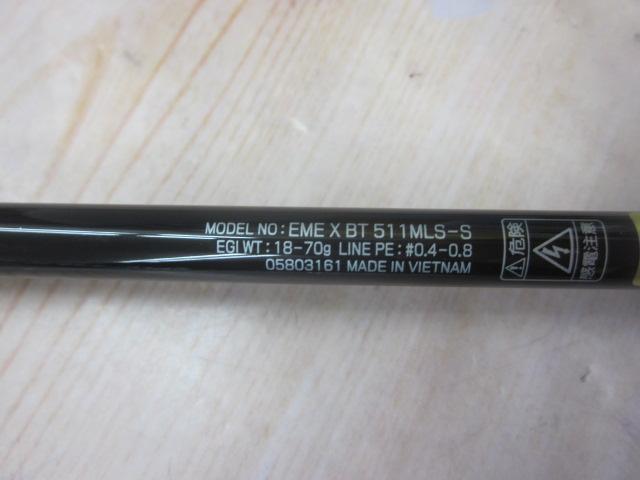 MODEL NO: EME X BT 511MLS-S
EGI WT: 18-70g LINE PE: #0.4-0.8
05803161 MADE IN VIETNAM
危険
感電注意